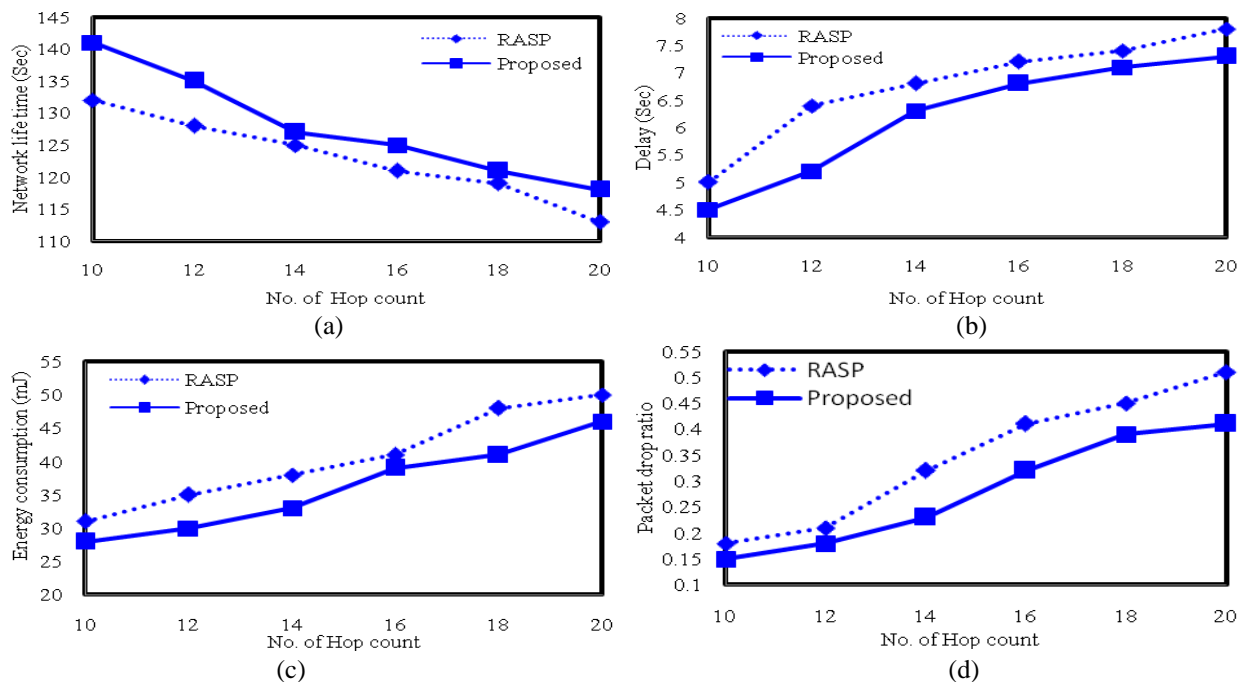 Network lifetime (Sec)
145
140
135
130
125
120
115
110
RASP
Proposed
10 12 14 16 18 20
No. of Hop count
(a)
Delay (Sec)
8
7.5
7
6.5
6
5.5
5
4.5
4
RASP
Proposed
10 12 14 16 18 20
No. of Hop count
(b)
Energy consumption (mJ)
55
50
45
40
35
30
25
20
RASP
Proposed
10 12 14 16 18 20
No. of Hop count
(c)
Packet drop ratio
0.55
0.5
0.45
0.4
0.35
0.3
0.25
0.2
0.15
0.1
RASP
Proposed
10 12 14 16 18 20
No. of Hop count
(d)